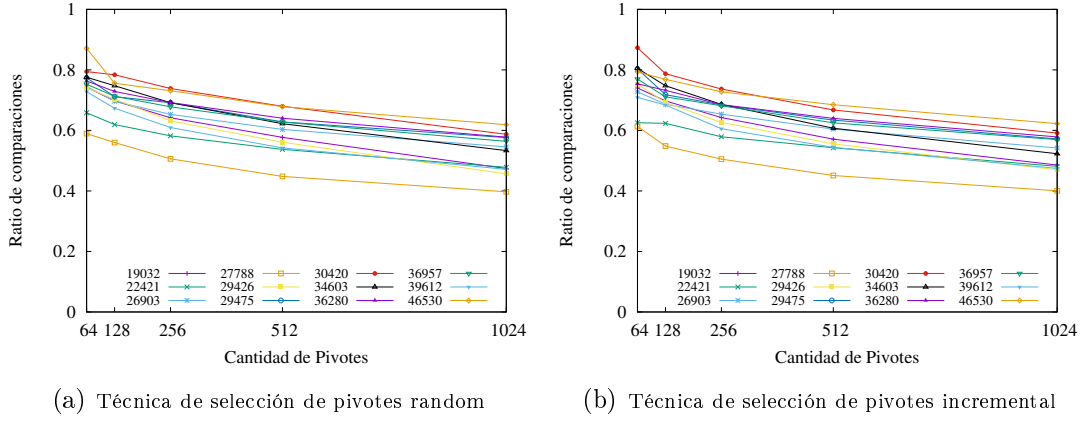 1
0.8
0.6
0.4
0.2
0
Ratio de comparaciones
64 128 256 512 1024
Cantidad de Pivotes
19032 27788 30420 36957
22421 29426 34603 39612
26903 29475 36280 46530
(a) Técnica de selección de pivotes random
1
0.8
0.6
0.4
0.2
0
Ratio de comparaciones
64 128 256 512 1024
Cantidad de Pivotes
19032 27788 30420 36957
22421 29426 34603 39612
26903 29475 36280 46530
(b) Técnica de selección de pivotes incremental